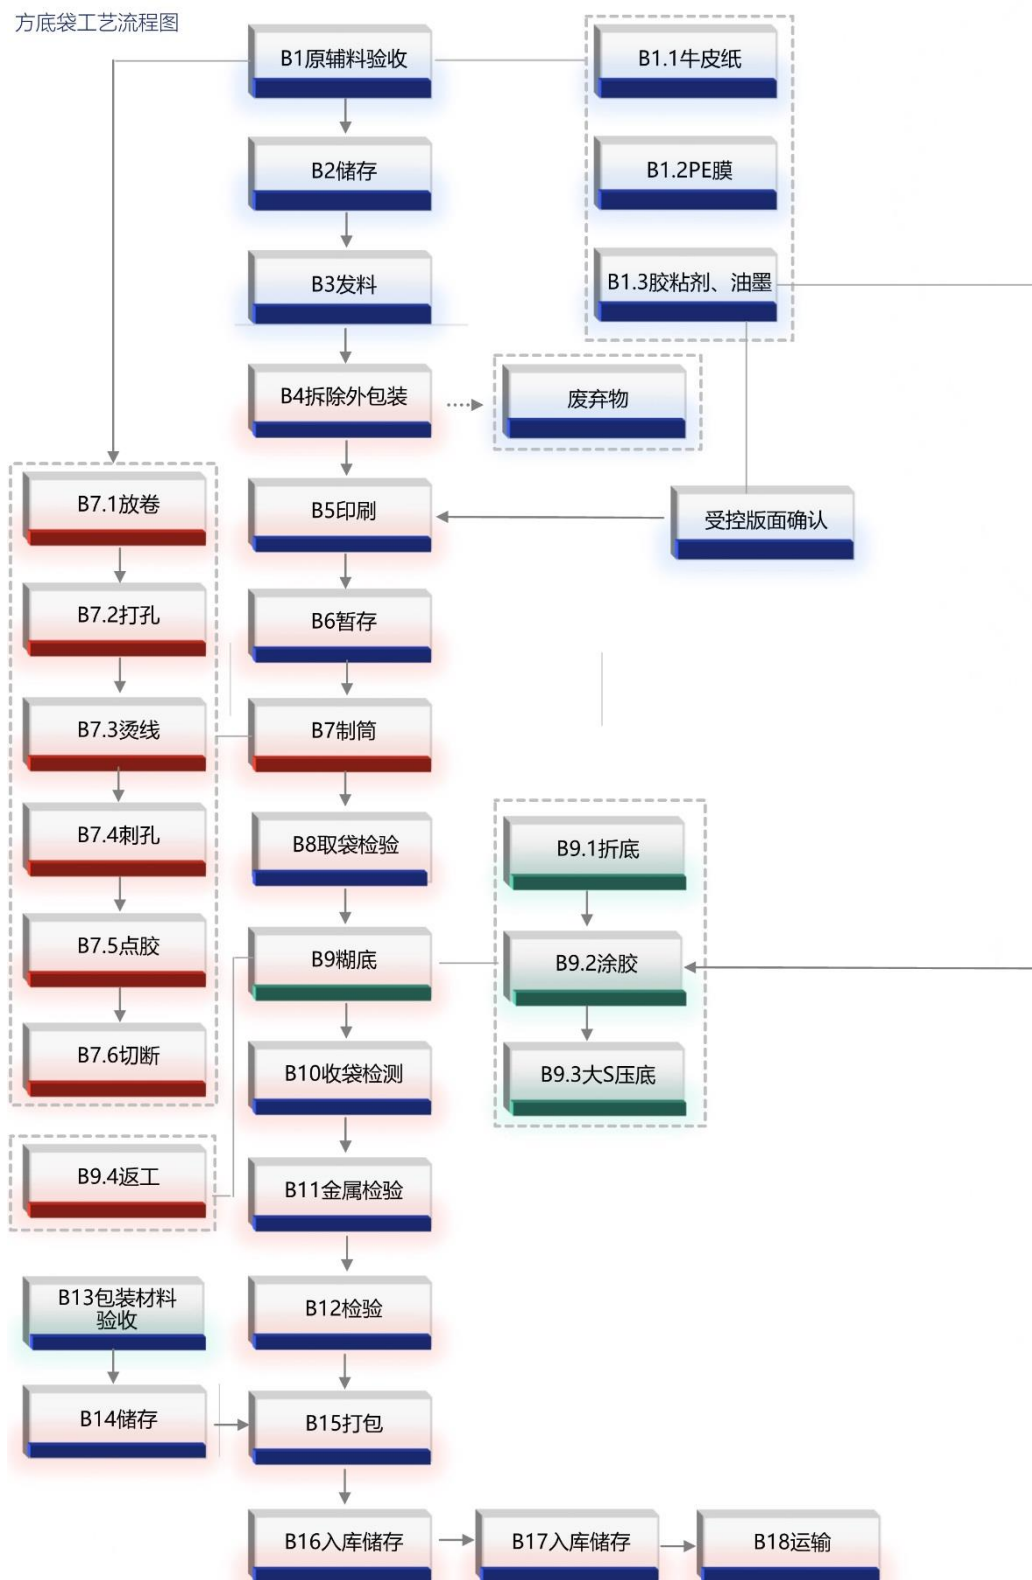 方底袋工艺流程图
B1原辅料验收
B1.1牛皮纸
B2储存
B1.2PE膜
B3发料
B1.3胶粘剂、油墨
B4拆除外包装
废弃物
B7.1放卷
B5印刷
受控版面确认
B7.2打孔
B6暂存
B7.3烫线
B7制筒
B7.4刺孔
B8取袋检验
B9.1折底
B7.5点胶
B9糊底
B9.2涂胶
B7.6切断
B10收袋检测
B9.3大S压底
B9.4返工
B11金属检验
B13包装材料
验收
B12检验
B14储存
B15打包
B16入库储存
B17入库储存
B18运输